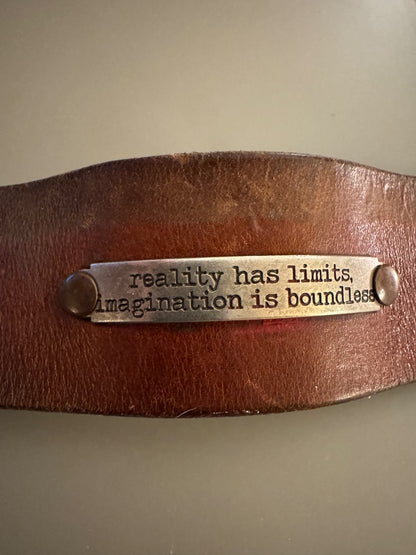 reality has limits,
imagination is boundless